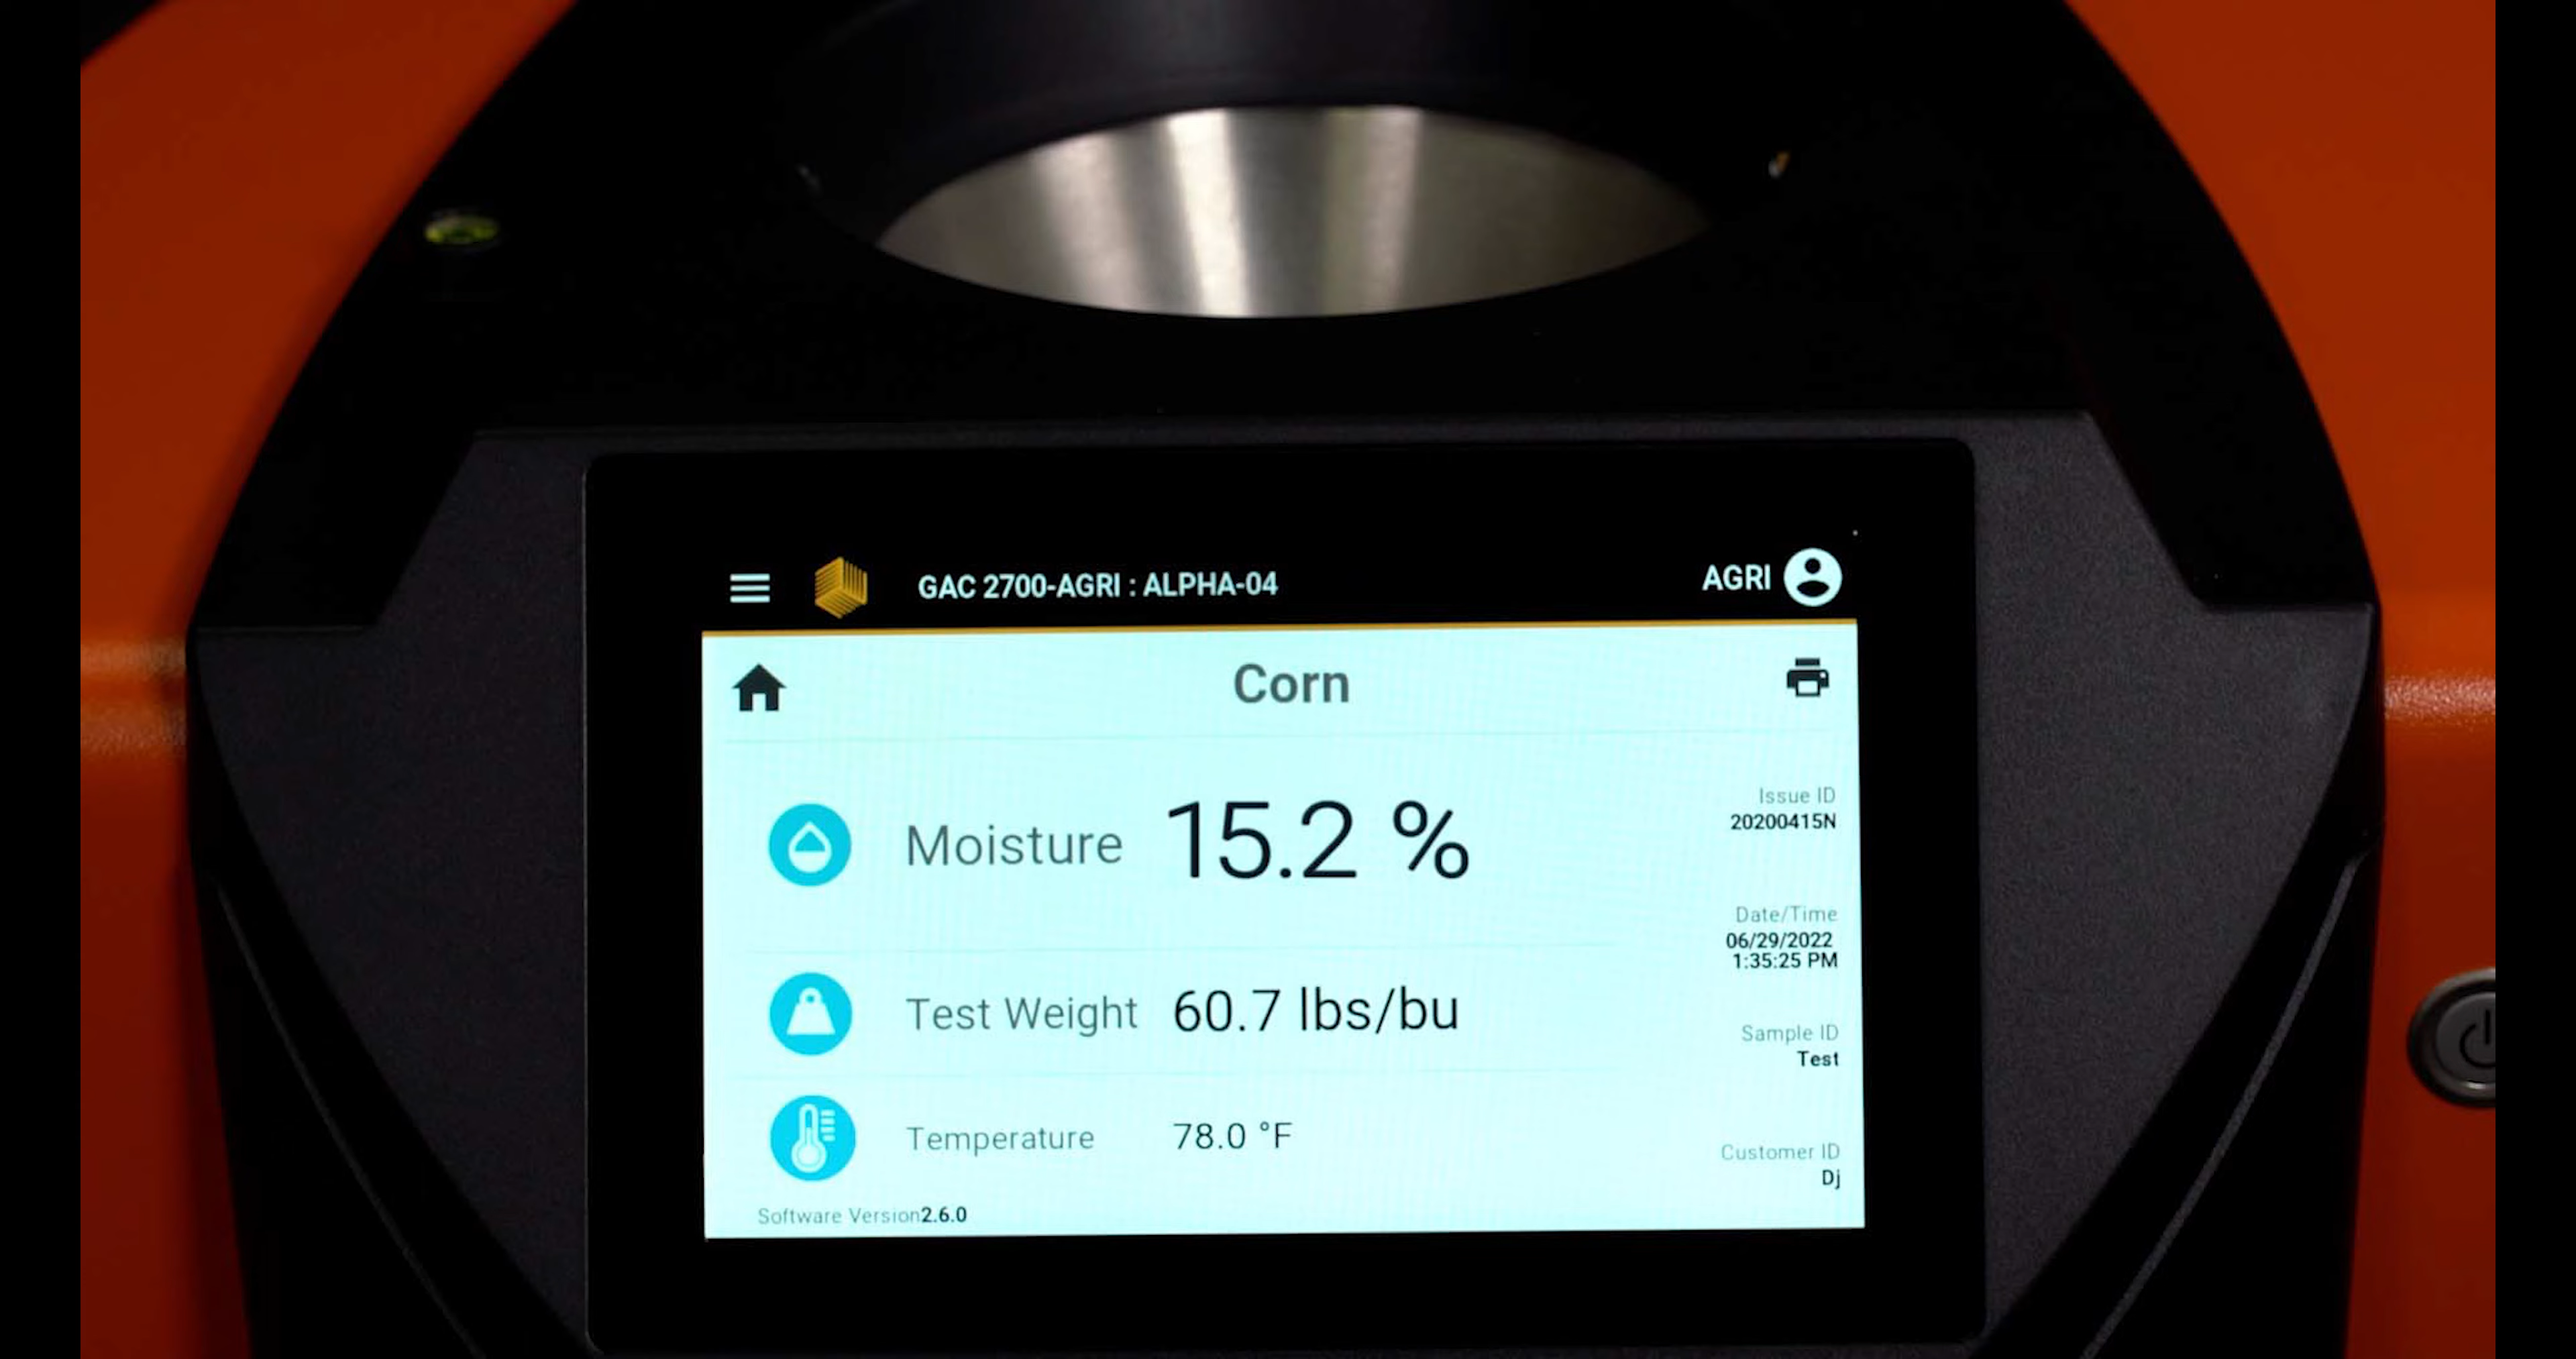 GAC 2700-AGRI : ALPHA-04
AGRI
Corn
Moisture 15.2 %
Test Weight 60.7 lbs/bu
Temperature 78.0 °F
Software Version2.6.0
Issue ID
20200415N
Date/Time
06/29/2022
1:35:25 PM
Sample ID
Test
Customer ID
Dj